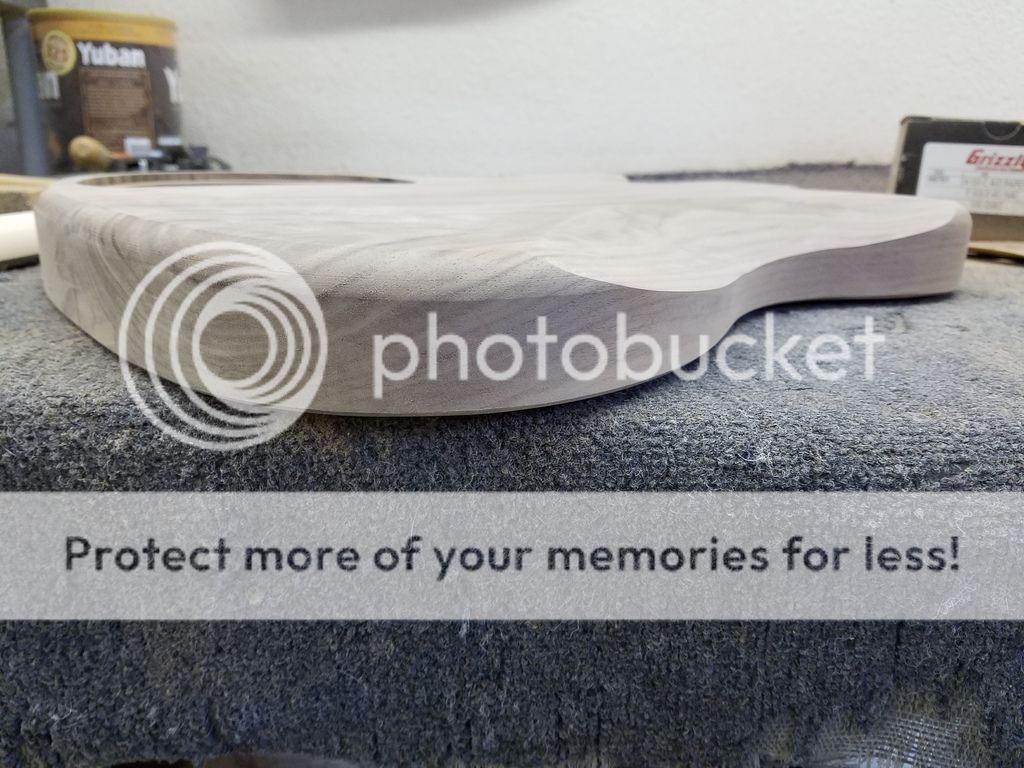 Yuban
Grizzly
photobucket
Protect more of your memories for less!